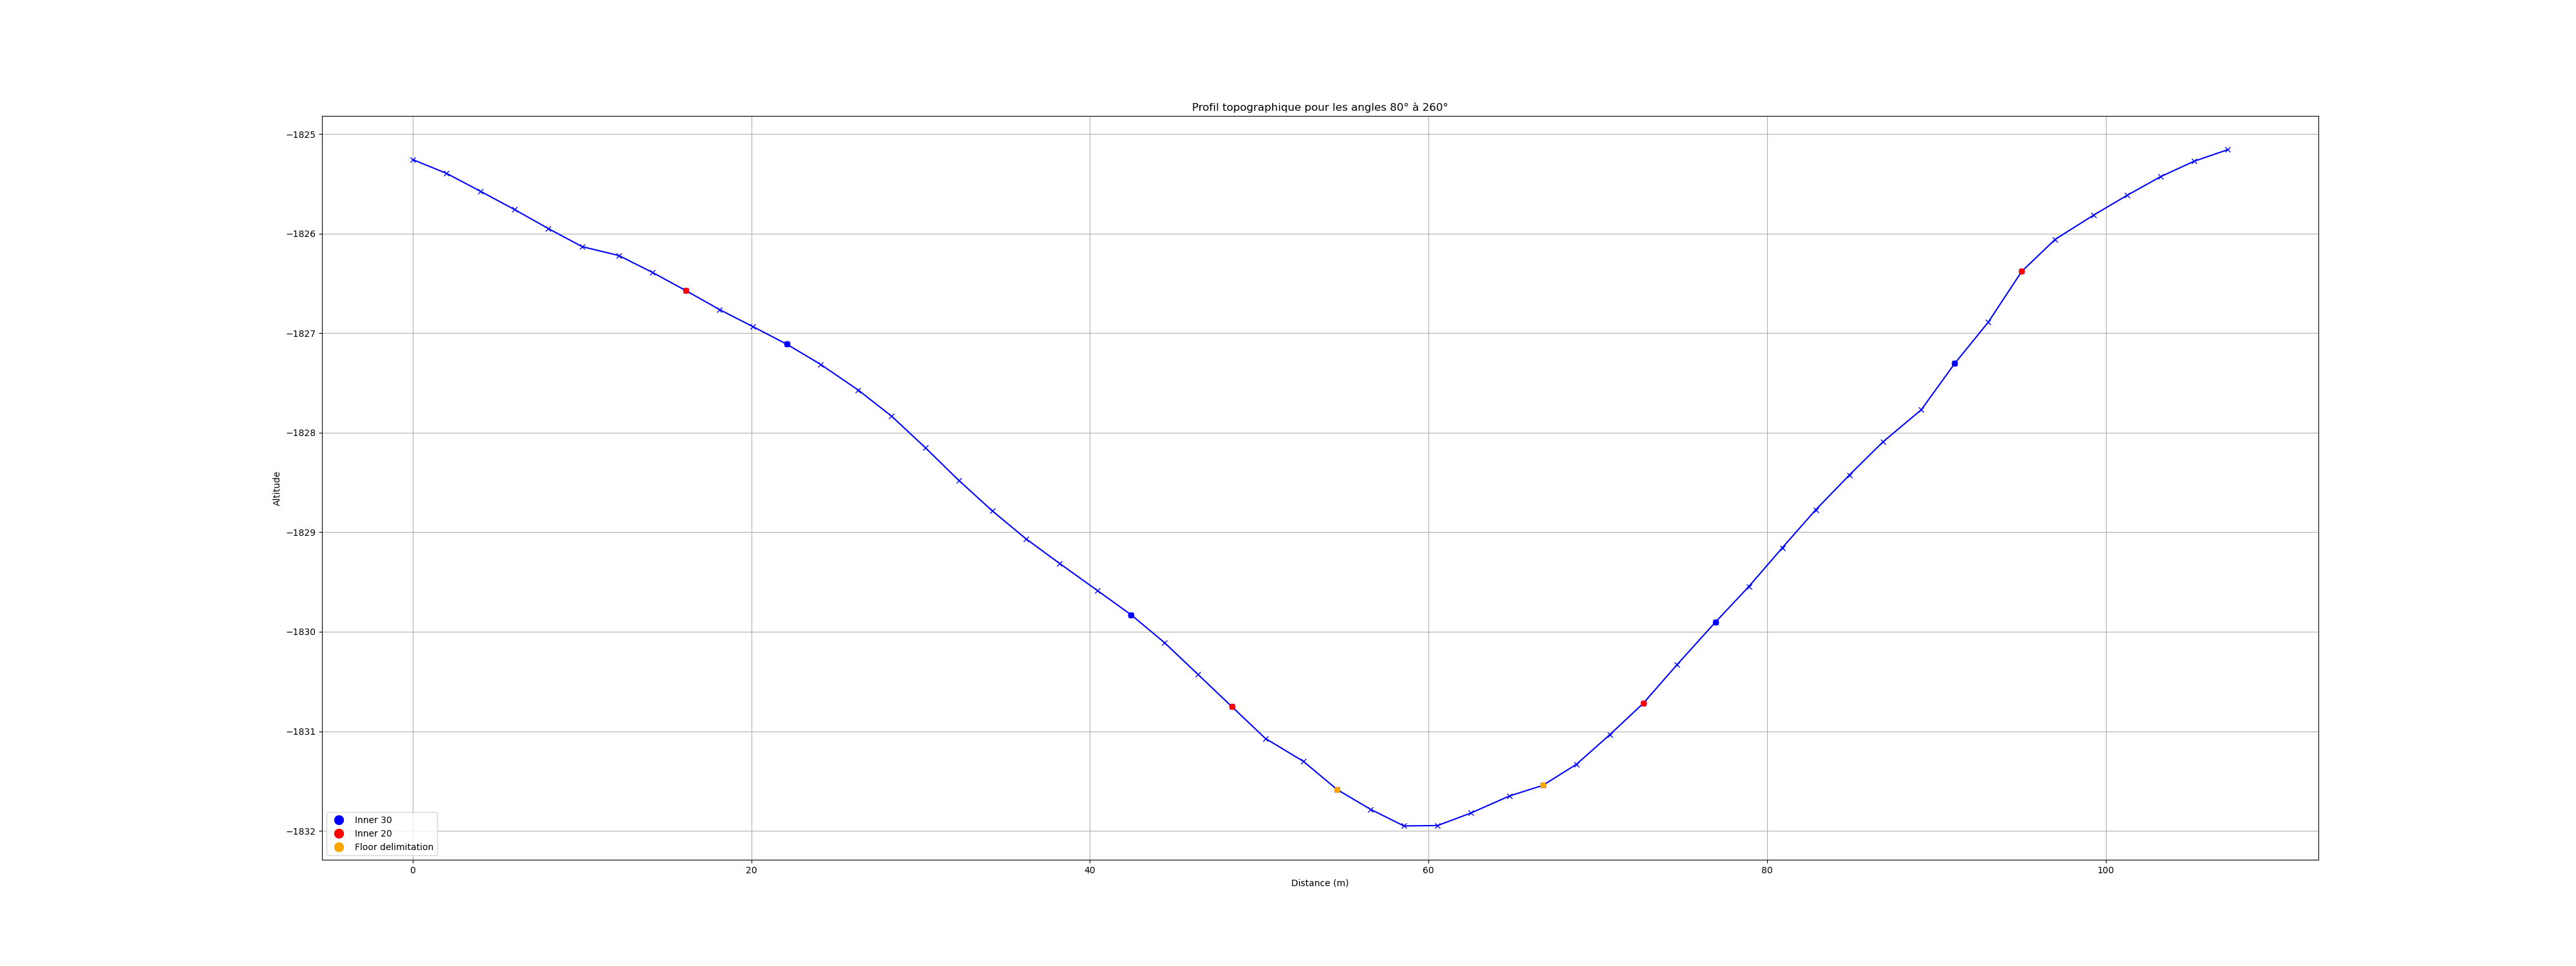 Profil topographique pour les angles 80° à 260°
−1825
−1826
−1827
−1828
−1829
−1830
−1831
−1832
Altitude
Inner 30
Inner 20
Floor delimitation
0
20
40
60
80
100
Distance (m)